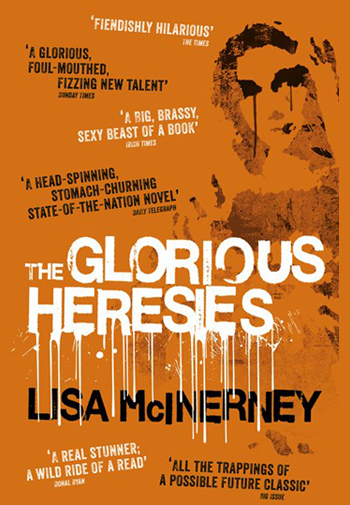 'FIENDISHLY HILARIOUS'
THE TIMES
'A GLORIOUS,
FOUL-MOUTHED,
FIZZING NEW TALENT'
SUNDAY TIMES
'A BIG, BRASSY,
SEXY BEAST OF A BOOK'
IRISH TIMES
'A HEAD-SPINNING,
STOMACH-CHURNING
STATE-OF-THE-NATION NOVEL'
DAILY TELEGRAPH
THE GLORIOUS
HERESIES
LISA McINERNEY
'A REAL STUNNER;
A WILD RIDE OF A READ'
DONAL RYAN
'ALL THE TRAPPINGS OF
A POSSIBLE FUTURE CLASSIC'
BIG ISSUE